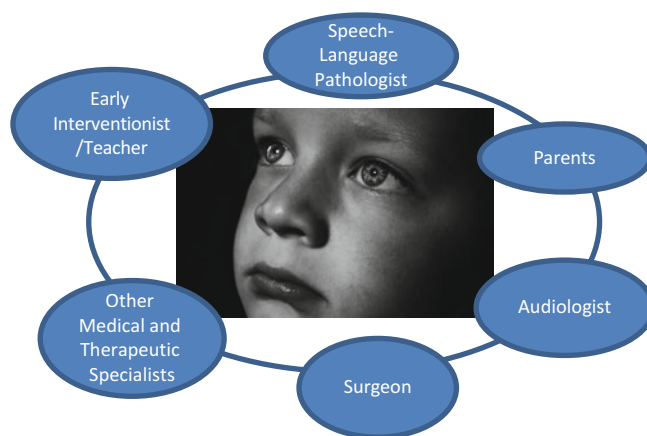 Speech-
Language
Pathologist
Early
Interventionist
/Teacher
Parents
Audiologist
Other
Medical and
Therapeutic
Specialists
Surgeon